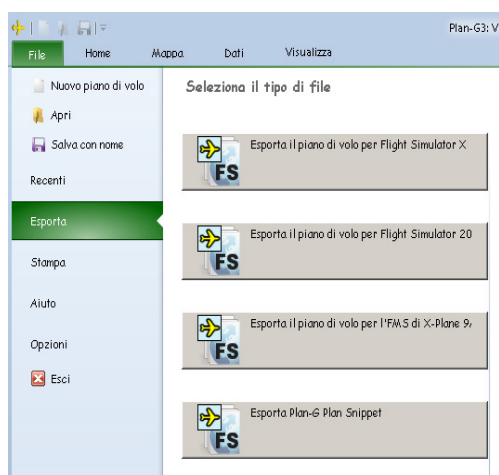 Plan-G3: V
File Home Mappa Dati Visualizza
Nuovo piano di volo
Apri
Salva con nome
Recenti
Esporta
Stampa
Aiuto
Opzioni
Esci
Seleziona il tipo di file
Esporta il piano di volo per Flight Simulator X
FS
Esporta il piano di volo per Flight Simulator 20
FS
Esporta il piano di volo per l'FMS di X-Plane 9
FS
Esporta Plan-G Plan Snippet
FS